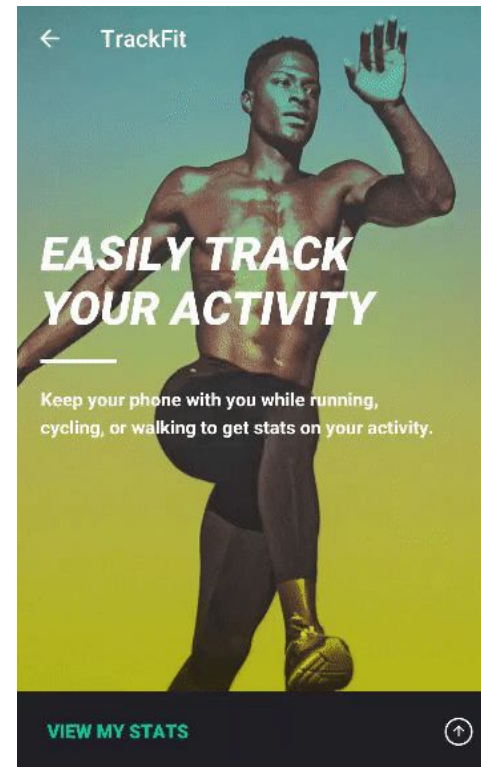 TrackFit
EASILY TRACK
YOUR ACTIVITY
Keep your phone with you while running,
cycling, or walking to get stats on your activity.
VIEW MY STATS